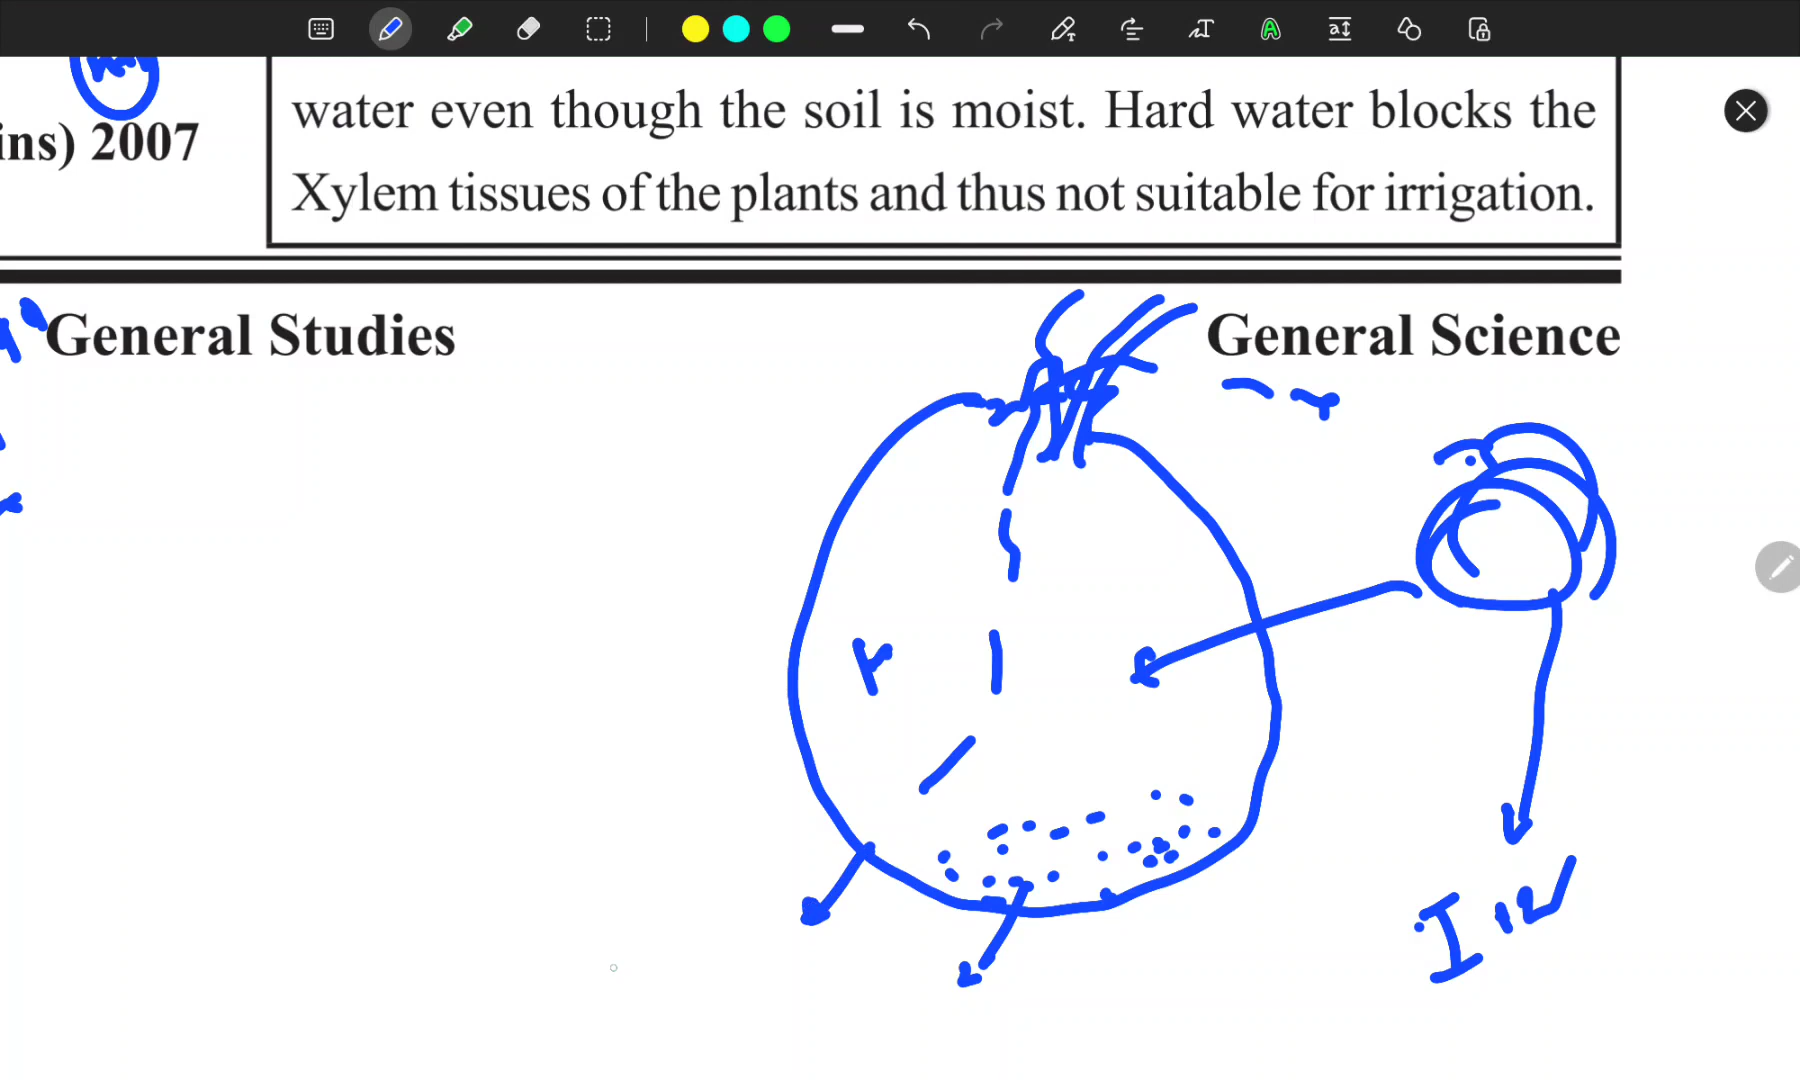 water even though the soil is moist. Hard water blocks the
ins) 2007
Xylem tissues of the plants and thus not suitable for irrigation.
General Studies
General Science